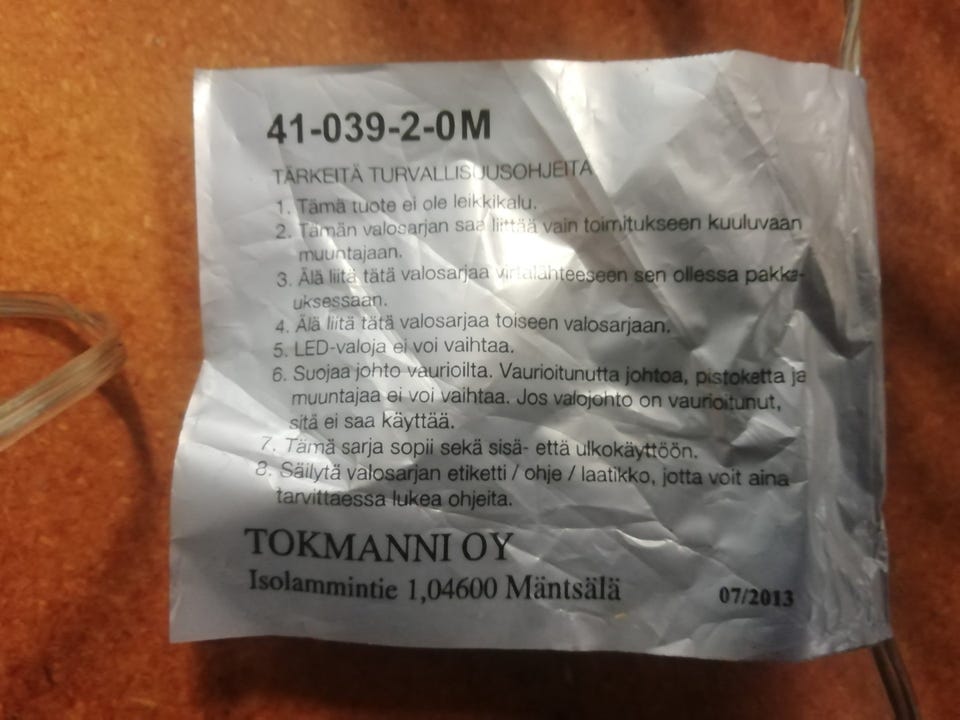 41-039-2-0M
TÄRKEITÄ TURVALLISUUSOHJEITA
1. Tämä tuote ei ole leikkikalu.
2. Tämän valosarjan saa liittää vain toimitukseen kuuluvaan
muuntajaan.
3. Älä liitä tätä valosarjaa virtalähteeseen sen ollessa pakka-
uksessaan.
4. Älä liitä tätä valosarjaa toiseen valosarjaan.
5. LED-valoja ei voi vaihtaa.
6. Suojaa johto vaurioilta. Vaurioitunutta johtoa, pistoketta ja
muuntajaa ei voi vaihtaa. Jos valojohto on vaurioitunut,
sitä ei saa käyttää.
7. Tämä sarja sopii sekä sisä- että ulkokäyttöön.
8. Säilytä valosarjan etiketti / ohje / laatikko, jotta voit aina
tarvittaessa lukea ohjeita.
TOKMANNI OY
Isolammintie 1,04600 Mäntsälä
07/2013